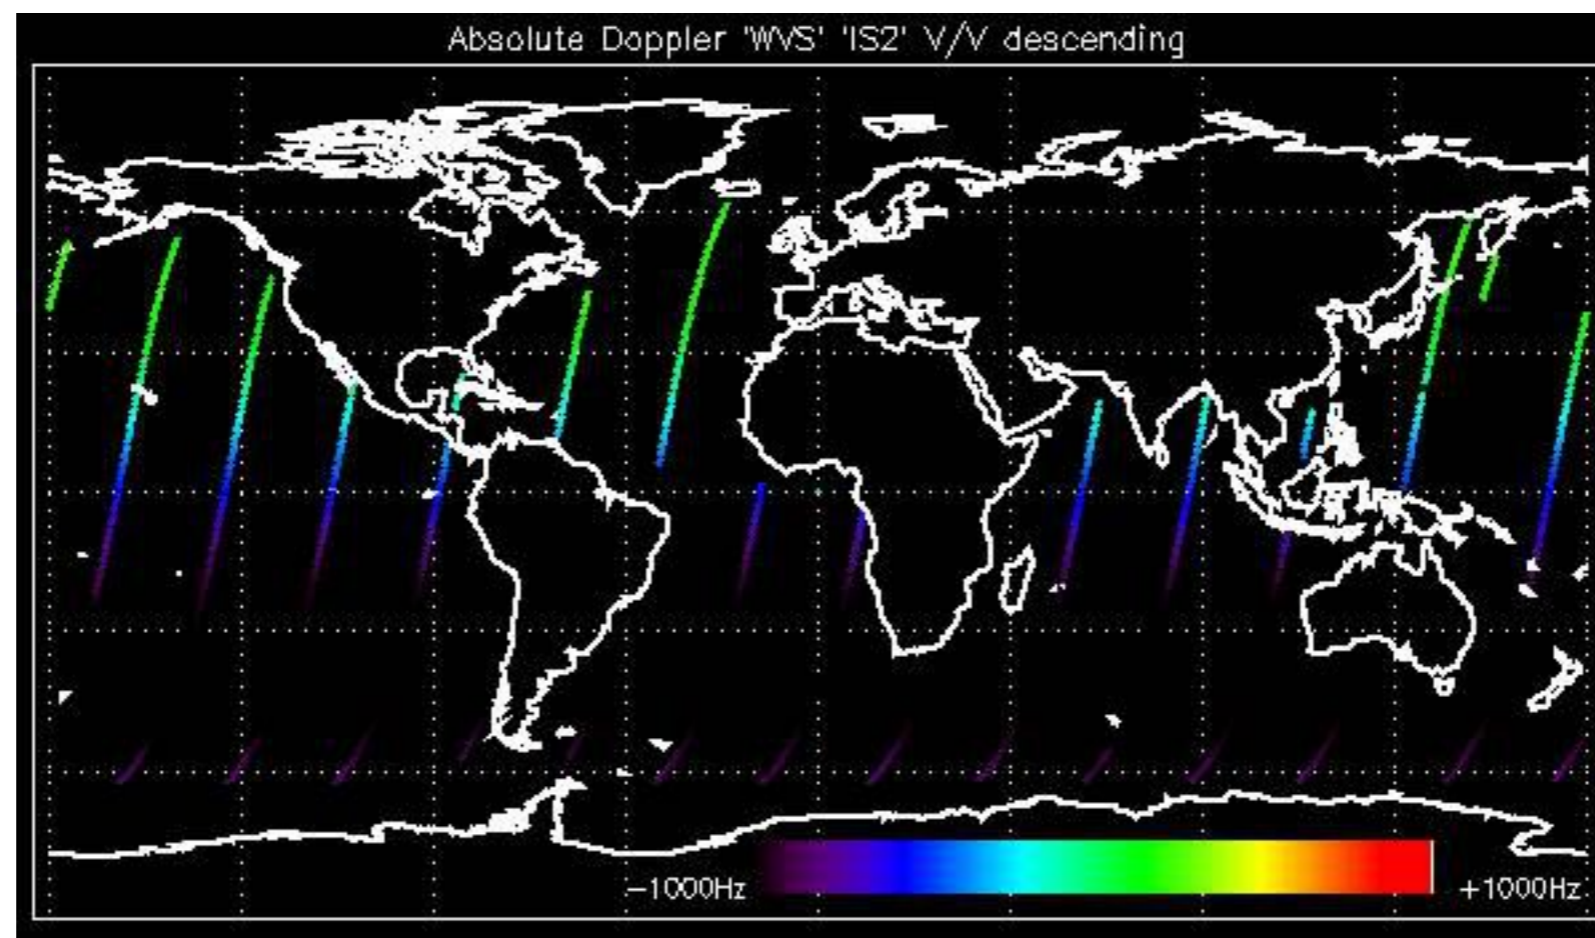 Absolute Doppler 'WVS' 'IS2' V/V descending
−1000Hz
+1000Hz